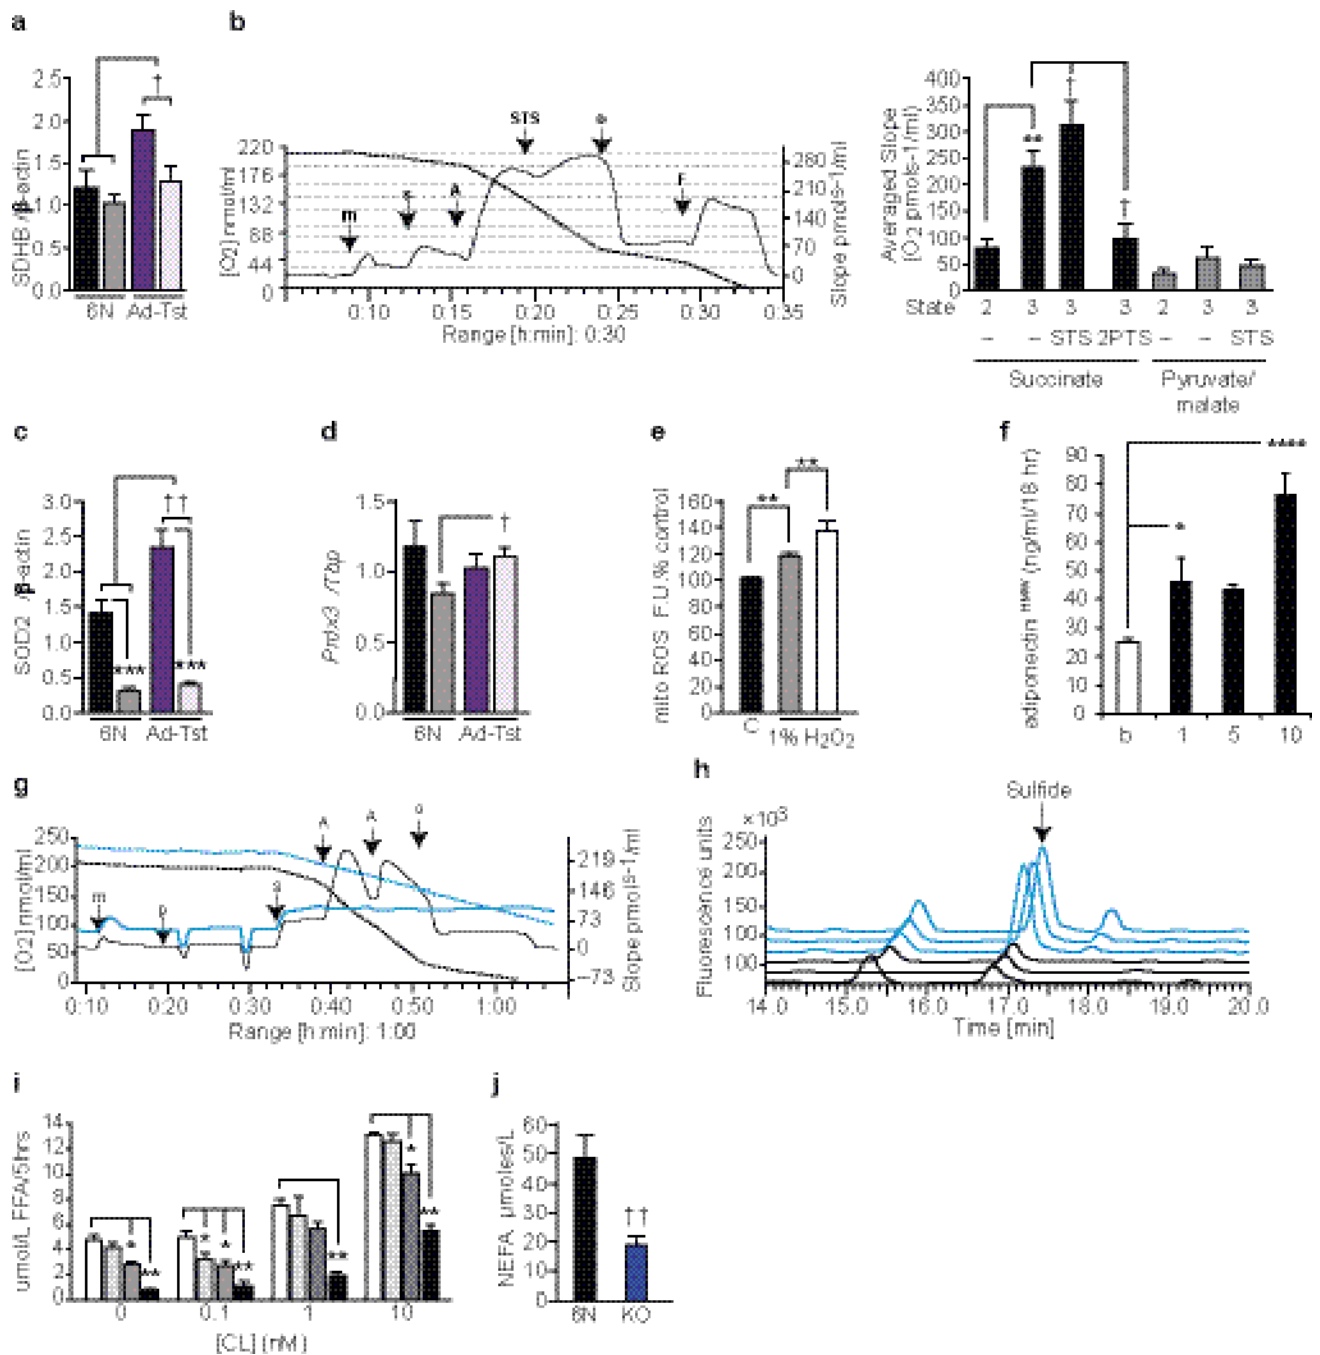 a
b
2.5
2.0
1.5
1.0
0.5
0.0
SDHB /β-actin
†
6N Ad-Tst
[O2] nmol/ml
220
176
132
88
44
0
m
s
A
STS
o
F
280
210
140
70
0
Slope pmols-1/ml
0:10 0:20 0:30 0:35
Range [h:min]: 0:30
Averaged Slope
[O2 pmols-1/ml)
400
350
300
250
200
150
100
50
0
**
†
†
State 2 3 3 3 2 3 3
– – STS 2PTS – – STS
Succinate Pyruvate/
malate
c
d
e
f
SOD2 /β-actin
3.0
2.5
2.0
1.5
1.0
0.5
0.0
††
***
***
6N Ad-Tst
Prdx3 /Tbp
1.5
1.0
0.5
0.0
†
6N Ad-Tst
mito ROS F.U.% control
160
140
120
100
80
60
40
20
0
**
**
C 1% H2O2
adiponectin HMW (ng/ml/16 hr)
90
80
70
60
50
40
30
20
10
0
*
****
b 1 5 10
g
[O2] nmol/ml
250
200
150
100
50
0
m
p
s
A
A
o
219
146
73
0
–73
Slope pmols-1/ml
0:10 0:20 0:30 0:40 0:50 1:00
Range [h:min]: 1:00
h
Sulfide
×10³
Fluorescence units
250
200
150
100
100
14.0 15.0 16.0 17.0 18.0 19.0 20.0
Time [min]
i
umol/L FFA/5hrs
14
12
10
8
6
4
2
0
* **
* * **
**
* **
0 0.1 1 10
[CL] (nM)
j
NEFA µmoles/L
60
50
40
30
20
10
0
††
6N KO